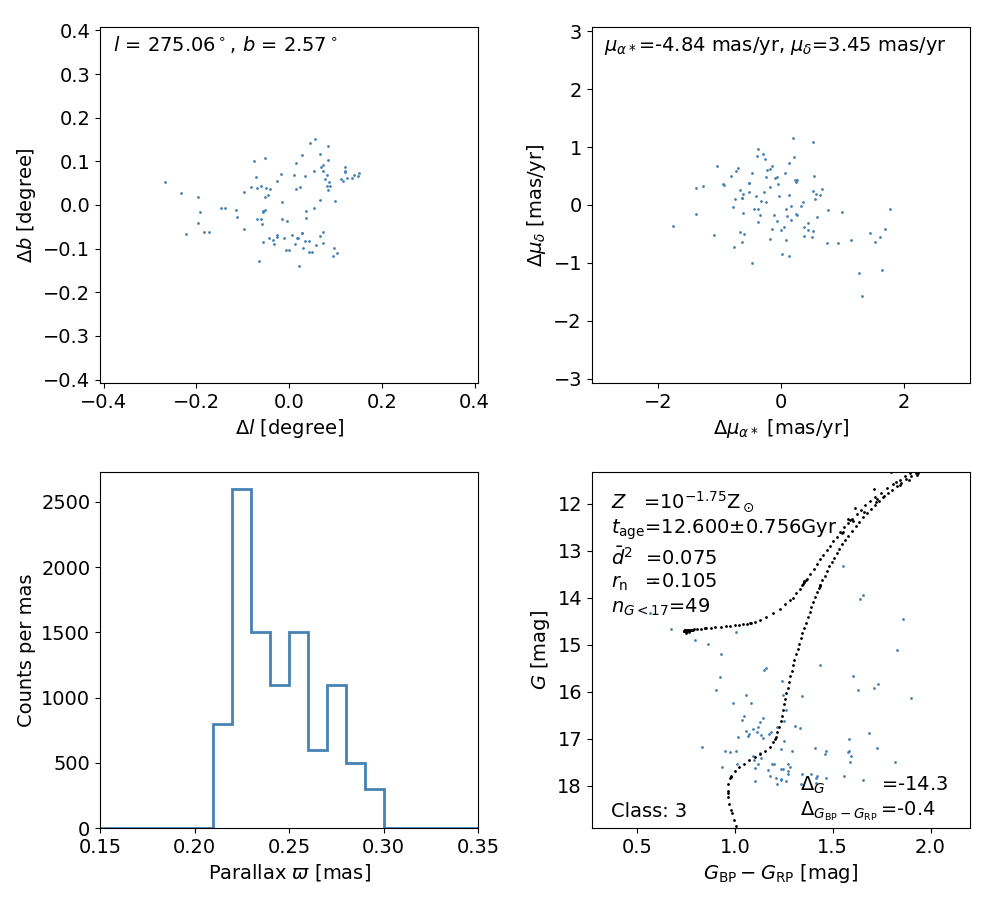 l = 275.06°, b = 2.57°
0.4
0.3
0.2
0.1
0.0
−0.1
−0.2
−0.3
−0.4
−0.4 −0.2 0.0 0.2 0.4
Δl [degree]
Δb [degree]
μα∗=-4.84 mas/yr, μδ=3.45 mas/yr
3
2
1
0
−1
−2
−3
−2 0 2
Δμα∗ [mas/yr]
Δμδ [mas/yr]
2500
2000
1500
1000
500
0
0.15 0.20 0.25 0.30 0.35
Parallax ϖ [mas]
Counts per mas
Z =10^−1.75 Z⊙
tage=12.600±0.756Gyr
d̄² =0.075
rn =0.105
nG<17=49
ΔG =-14.3
Class: 3 ΔGBP−GRP =-0.4
12
13
14
15
16
17
18
0.5 1.0 1.5 2.0
GBP − GRP [mag]
G [mag]